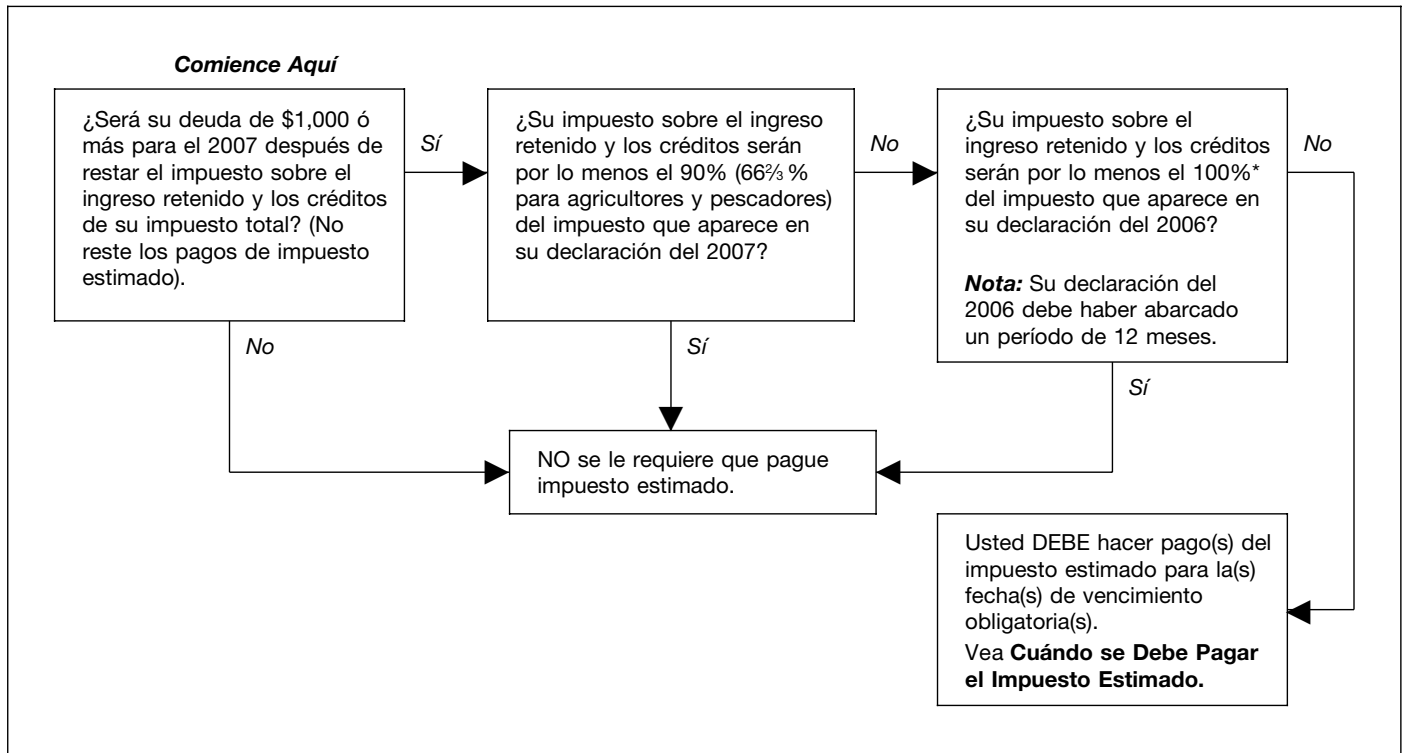 Comience Aquí
¿Será su deuda de $1,000 ó
más para el 2007 después de
restar el impuesto sobre el
ingreso retenido y los créditos
de su impuesto total? (No
reste los pagos de impuesto
estimado).
Sí
¿Su impuesto sobre el ingreso
retenido y los créditos serán
por lo menos el 90% (66⅔ %
para agricultores y pescadores)
del impuesto que aparece en
su declaración del 2007?
No
¿Su impuesto sobre el
ingreso retenido y los créditos
serán por lo menos el 100%*
del impuesto que aparece en
su declaración del 2006?
Nota: Su declaración del
2006 debe haber abarcado
un período de 12 meses.
No
No
Sí
Sí
NO se le requiere que pague
impuesto estimado.
Usted DEBE hacer pago(s) del
impuesto estimado para la(s)
fecha(s) de vencimiento
obligatoria(s).
Vea Cuándo se Debe Pagar
el Impuesto Estimado.